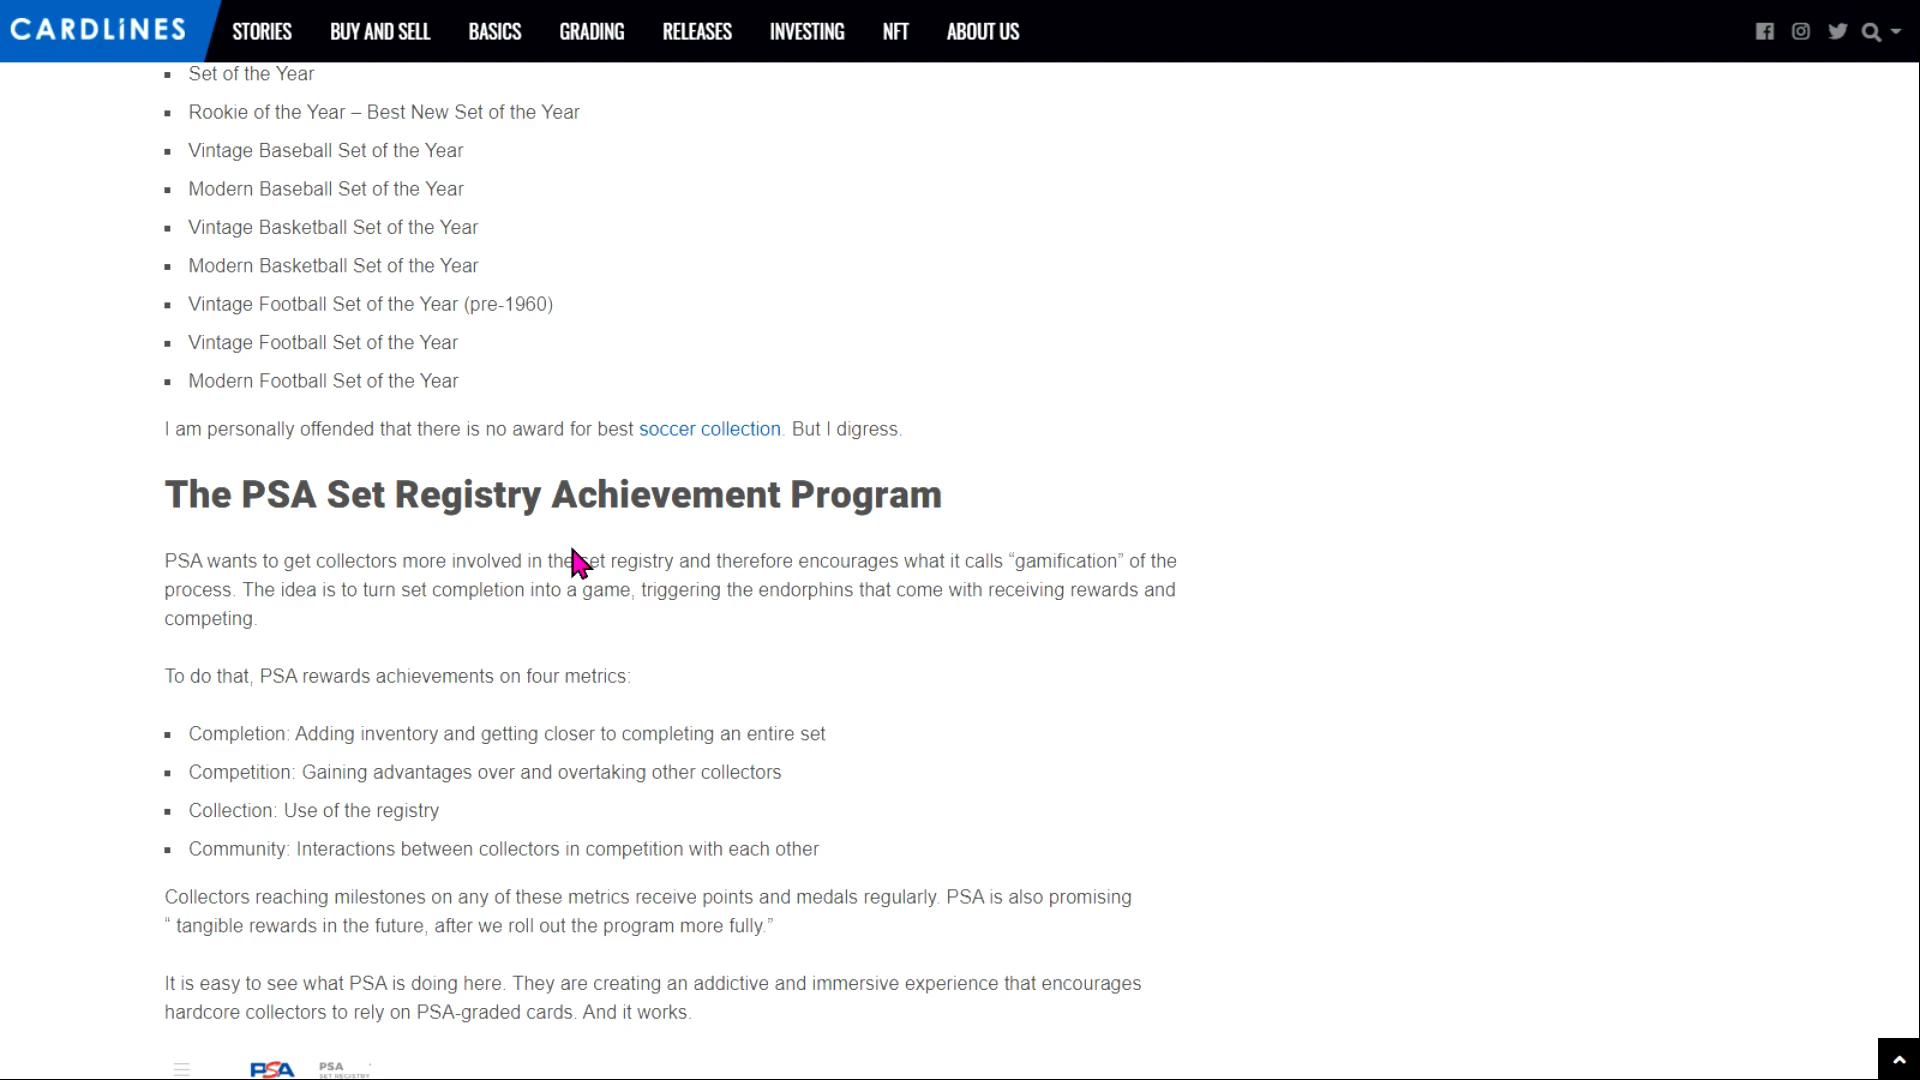 CARDLINES STORIES BUY AND SELL BASICS GRADING RELEASES INVESTING NFT ABOUT US
Set of the Year
Rookie of the Year – Best New Set of the Year
Vintage Baseball Set of the Year
Modern Baseball Set of the Year
Vintage Basketball Set of the Year
Modern Basketball Set of the Year
Vintage Football Set of the Year (pre-1960)
Vintage Football Set of the Year
Modern Football Set of the Year
I am personally offended that there is no award for best soccer collection. But I digress.
The PSA Set Registry Achievement Program
PSA wants to get collectors more involved in the set registry and therefore encourages what it calls “gamification” of the
process. The idea is to turn set completion into a game, triggering the endorphins that come with receiving rewards and
competing.
To do that, PSA rewards achievements on four metrics:
Completion: Adding inventory and getting closer to completing an entire set
Competition: Gaining advantages over and overtaking other collectors
Collection: Use of the registry
Community: Interactions between collectors in competition with each other
Collectors reaching milestones on any of these metrics receive points and medals regularly. PSA is also promising
“ tangible rewards in the future, after we roll out the program more fully.”
It is easy to see what PSA is doing here. They are creating an addictive and immersive experience that encourages
hardcore collectors to rely on PSA-graded cards. And it works.
PSA PSA
SET REGISTRY